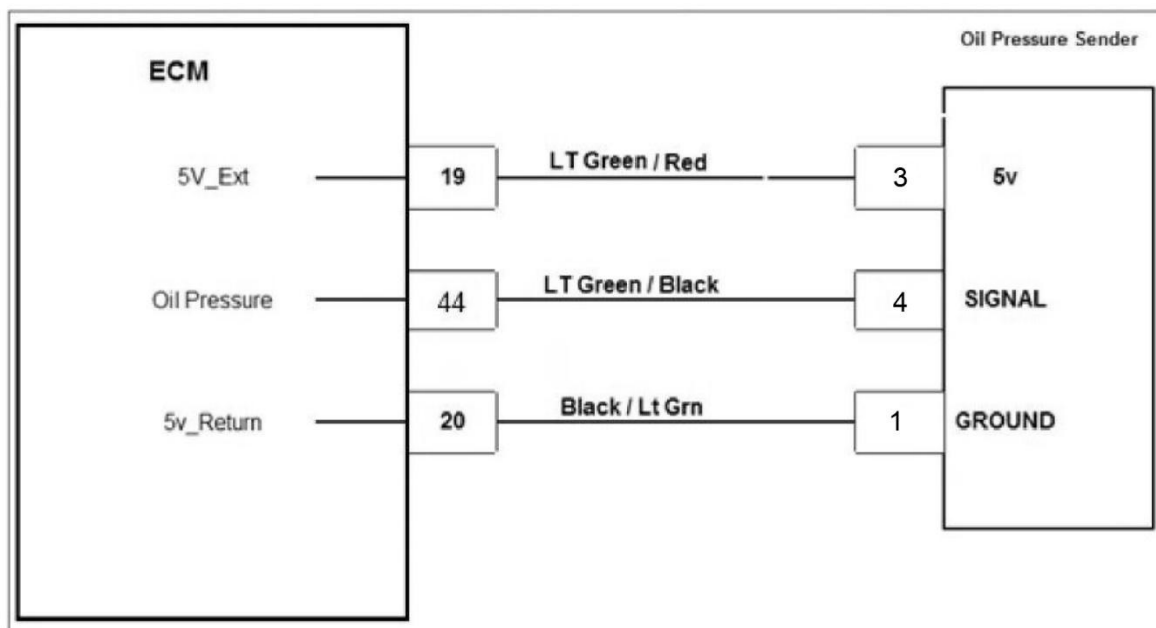 Oil Pressure Sender
ECM
5V_Ext
19
LT Green / Red
3
5v
Oil Pressure
44
LT Green / Black
4
SIGNAL
5v_Return
20
Black / Lt Grn
1
GROUND